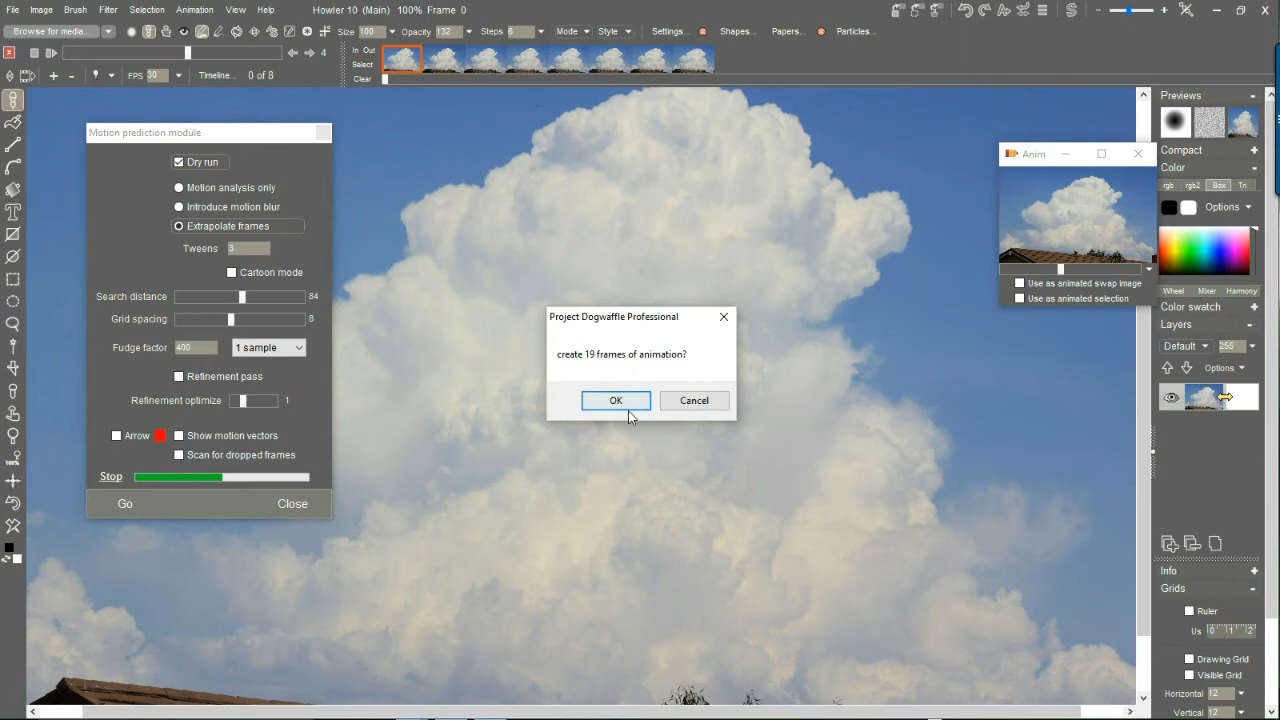 File Image Brush Filter Selection Animation View Help Howler 10 (Main) 100% Frame 0
Browse for media... Size 100 Opacity 132 Steps 6 Mode Style Settings... Shapes... Papers... Particles...
4 In Out
Select
FPS 30 Timeline... 0 of 8 Clear
Motion prediction module
Dry run
Motion analysis only
Introduce motion blur
Extrapolate frames
Tweens 3
Cartoon mode
Search distance 84
Grid spacing 8
Fudge factor 400 1 sample
Refinement pass
Refinement optimize 1
Arrow Show motion vectors
Scan for dropped frames
Stop
Go Close
Project Dogwaffle Professional
create 19 frames of animation?
OK Cancel
Anim
Use as animated swap image
Use as animated selection
Previews
Compact
Color
rgb rgb2 Box Tri
Options
Wheel Mixer Harmony
Color swatch
Layers
Default 255
Options
Info
Grids
Ruler
Us 0 1 2
Drawing Grid
Visible Grid
Horizontal 12
Vertical 12
100%